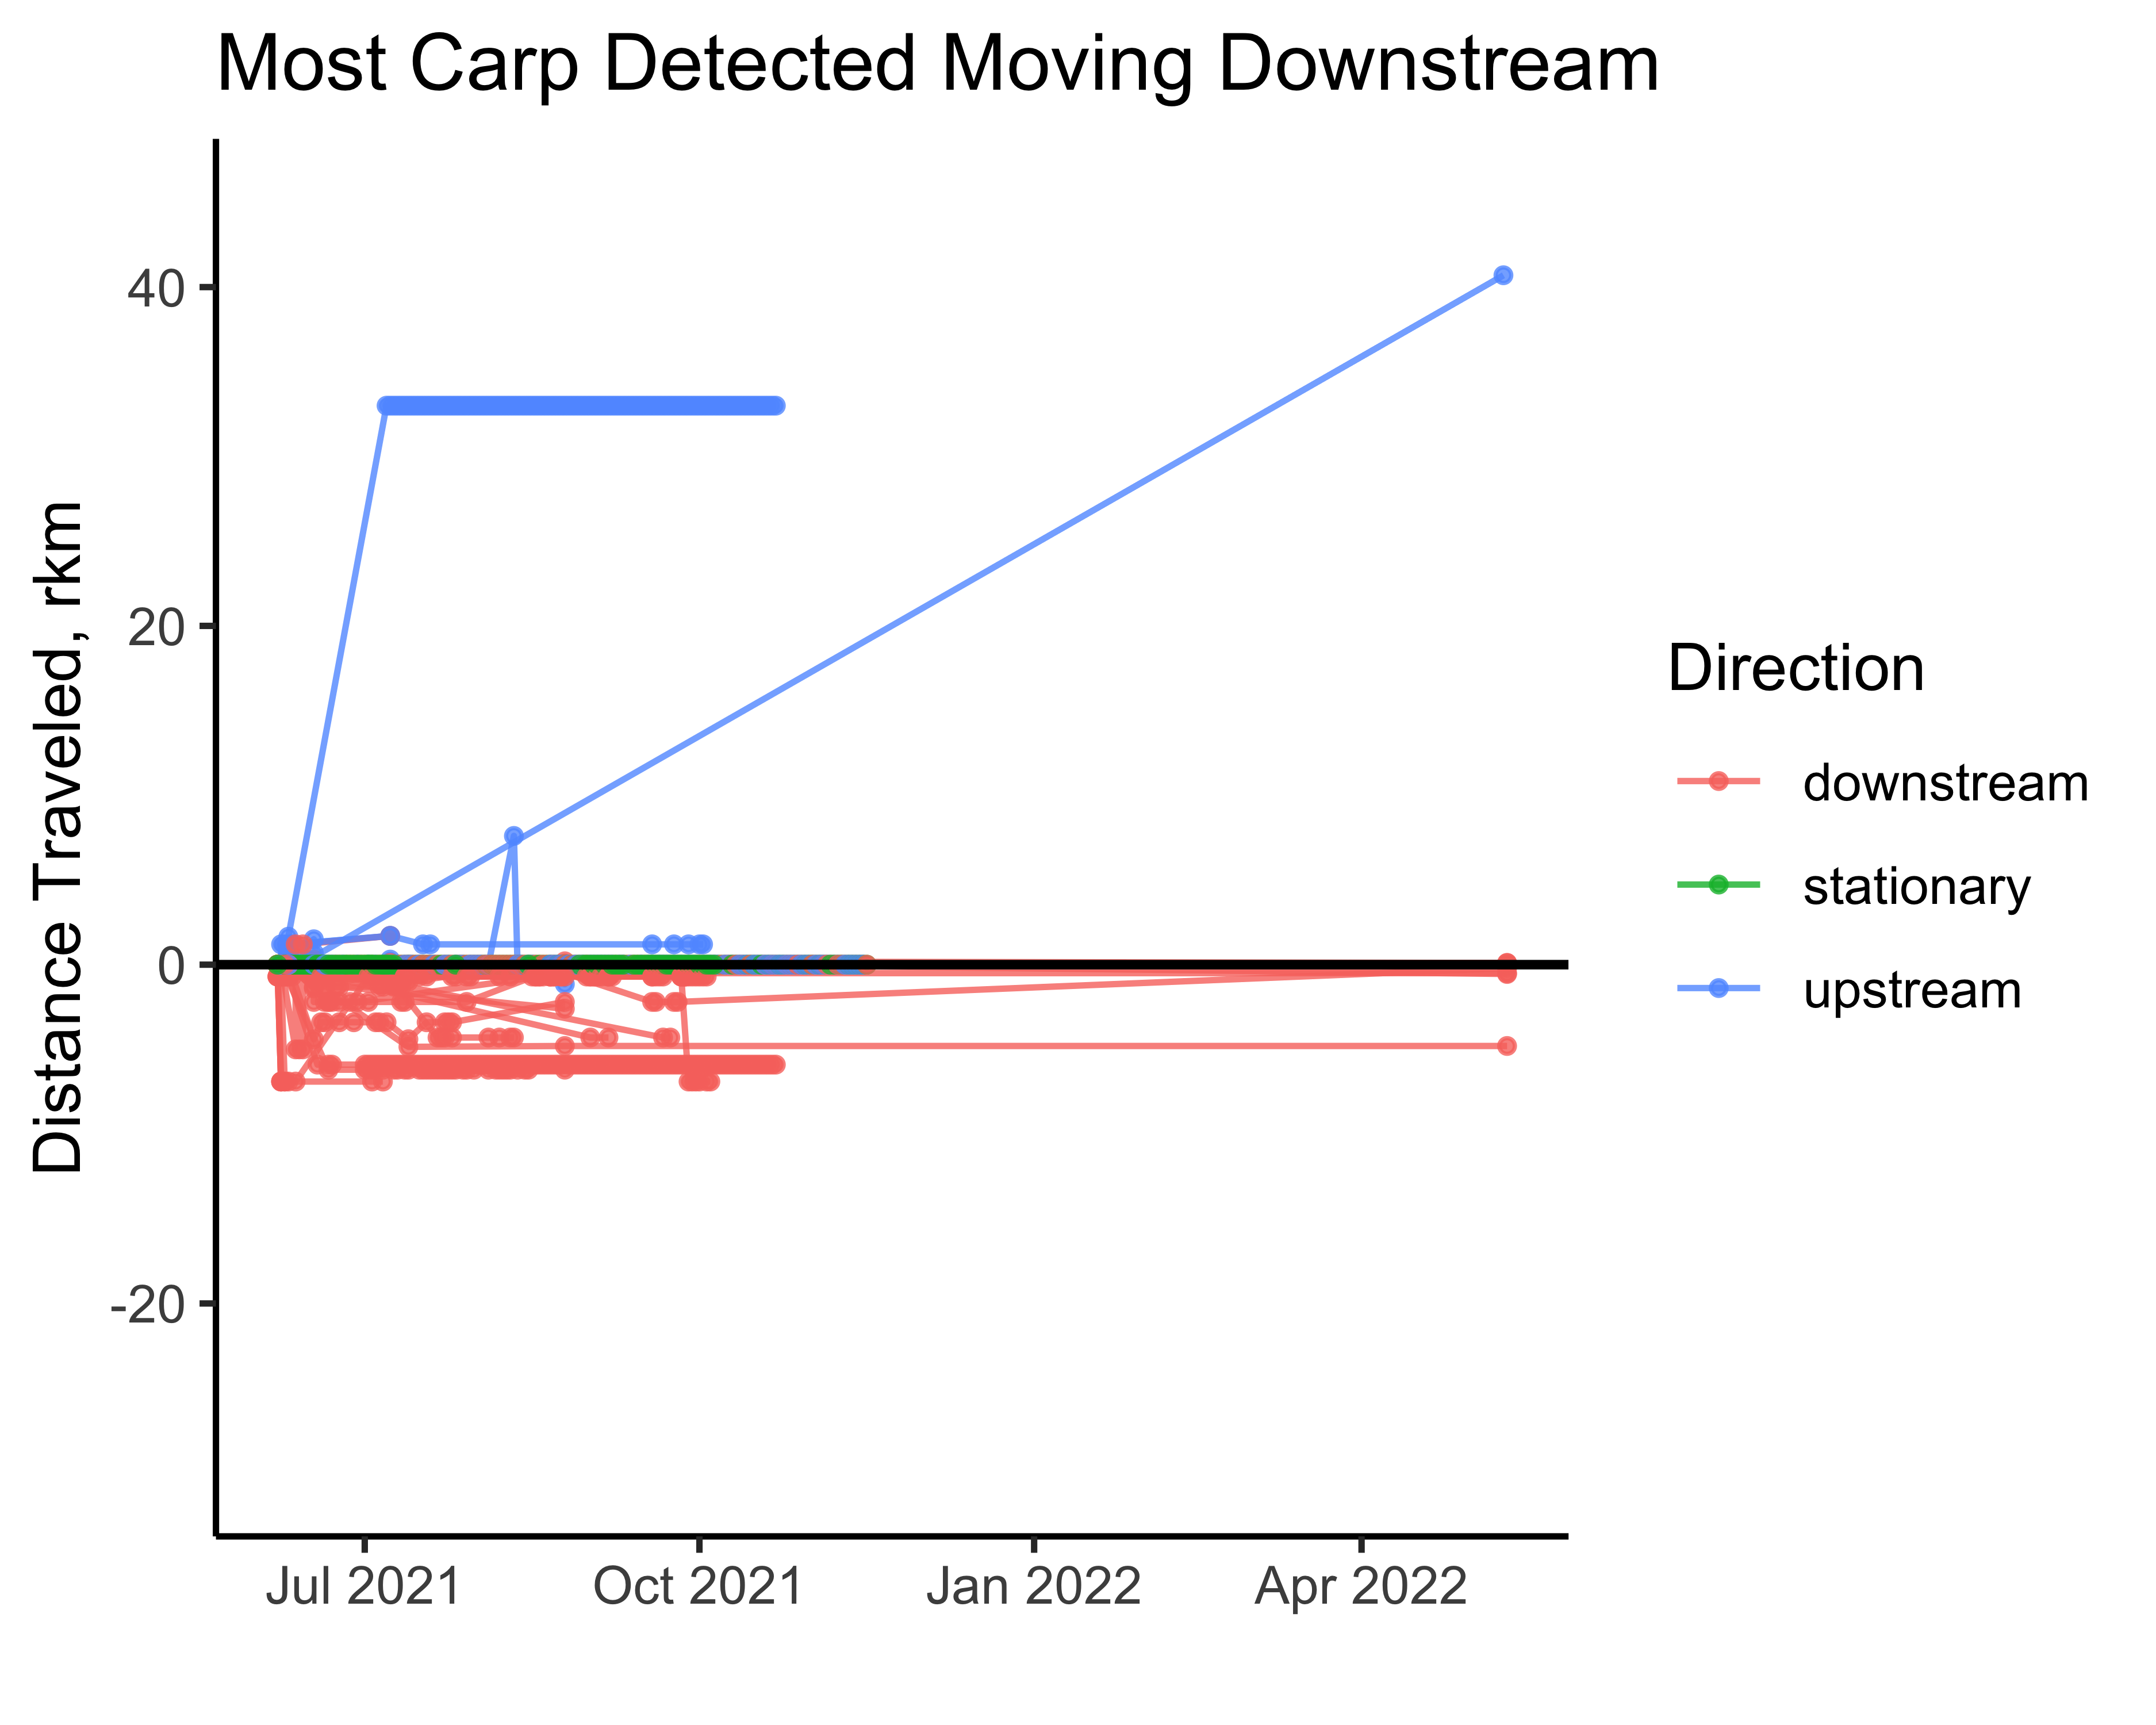 Most Carp Detected Moving Downstream
Distance Traveled, rkm
40
20
0
-20
Jul 2021
Oct 2021
Jan 2022
Apr 2022
Direction
downstream
stationary
upstream